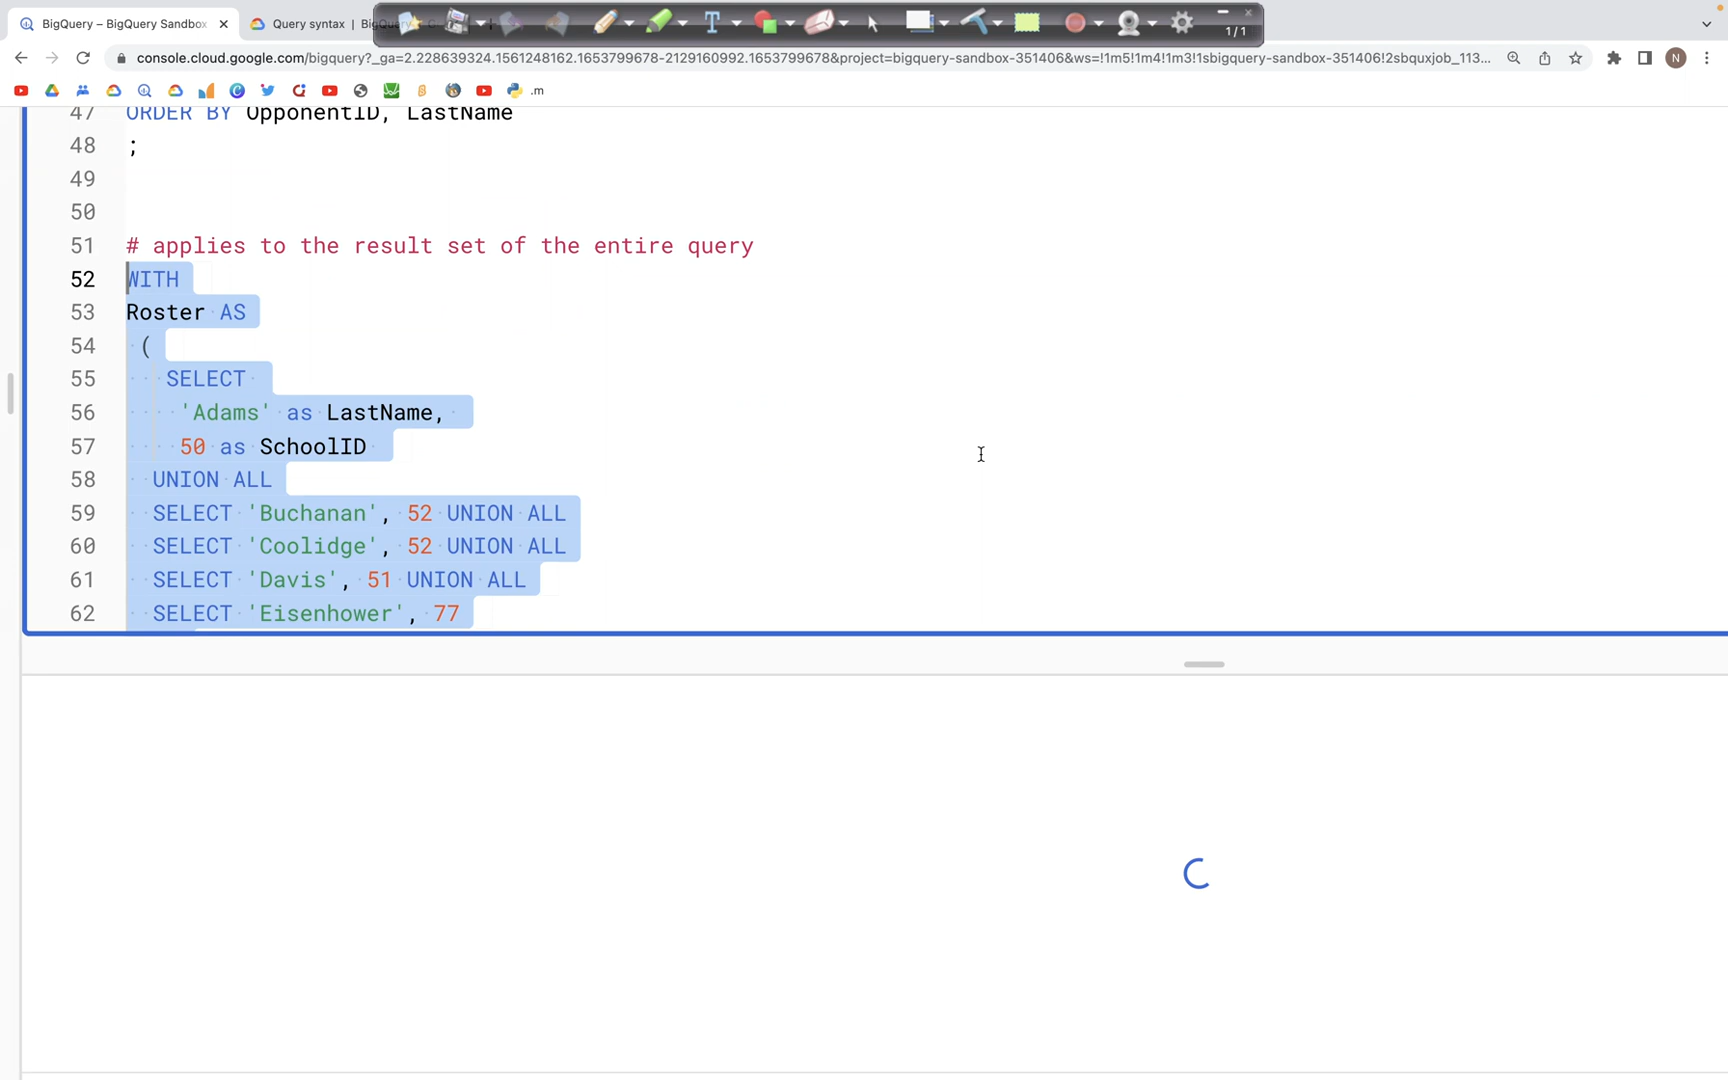 BigQuery – BigQuery Sandbox
Query syntax | BigQuery
1/1
console.cloud.google.com/bigquery?_ga=2.228639324.1561248162.1653799678-2129160992.1653799678&project=bigquery-sandbox-351406&ws=!1m5!1m4!1m3!1sbigquery-sandbox-351406!2sbquxjob_113...
N
.m
47 ORDER BY OpponentID, LastName
48 ;
49
50
51 # applies to the result set of the entire query
52 WITH
53 Roster AS
54 (
55 SELECT
56 'Adams' as LastName,
57 50 as SchoolID
58 UNION ALL
59 SELECT 'Buchanan', 52 UNION ALL
60 SELECT 'Coolidge', 52 UNION ALL
61 SELECT 'Davis', 51 UNION ALL
62 SELECT 'Eisenhower', 77